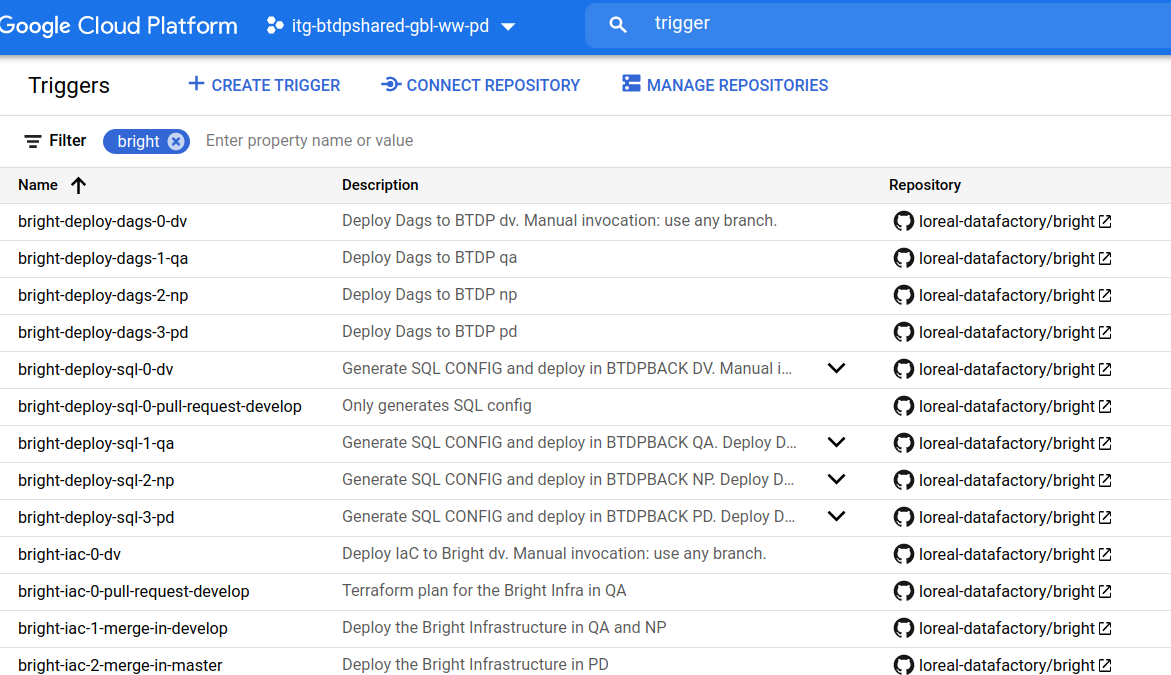 Google Cloud Platform itg-btdpshared-gbl-ww-pd trigger
Triggers CREATE TRIGGER CONNECT REPOSITORY MANAGE REPOSITORIES
Filter bright Enter property name or value
Name Description Repository
bright-deploy-dags-0-dv Deploy Dags to BTDP dv. Manual invocation: use any branch. loreal-datafactory/bright
bright-deploy-dags-1-qa Deploy Dags to BTDP qa loreal-datafactory/bright
bright-deploy-dags-2-np Deploy Dags to BTDP np loreal-datafactory/bright
bright-deploy-dags-3-pd Deploy Dags to BTDP pd loreal-datafactory/bright
bright-deploy-sql-0-dv Generate SQL CONFIG and deploy in BTDPBACK DV. Manual i... loreal-datafactory/bright
bright-deploy-sql-0-pull-request-develop Only generates SQL config loreal-datafactory/bright
bright-deploy-sql-1-qa Generate SQL CONFIG and deploy in BTDPBACK QA. Deploy D... loreal-datafactory/bright
bright-deploy-sql-2-np Generate SQL CONFIG and deploy in BTDPBACK NP. Deploy D... loreal-datafactory/bright
bright-deploy-sql-3-pd Generate SQL CONFIG and deploy in BTDPBACK PD. Deploy D... loreal-datafactory/bright
bright-iac-0-dv Deploy IaC to Bright dv. Manual invocation: use any branch. loreal-datafactory/bright
bright-iac-0-pull-request-develop Terraform plan for the Bright Infra in QA loreal-datafactory/bright
bright-iac-1-merge-in-develop Deploy the Bright Infrastructure in QA and NP loreal-datafactory/bright
bright-iac-2-merge-in-master Deploy the Bright Infrastructure in PD loreal-datafactory/bright